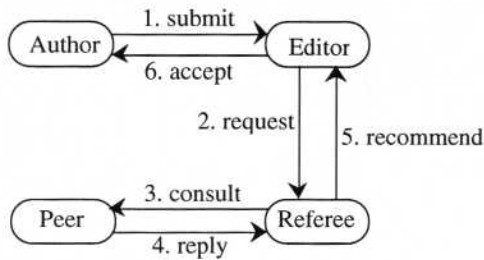 1. submit
Author
Editor
6. accept
2. request
5. recommend
3. consult
Peer
Referee
4. reply